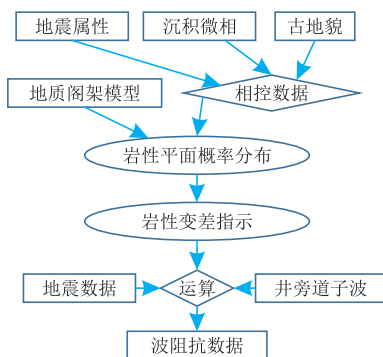 地震属性
沉积微相
古地貌
地质阁架模型
相控数据
岩性平面概率分布
岩性变差指示
地震数据
运算
井旁道子波
波阻抗数据